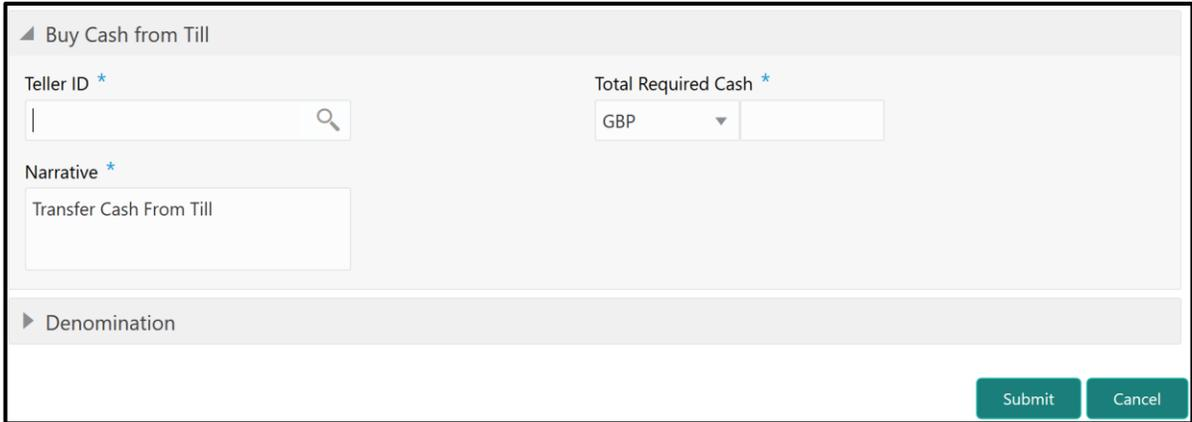 Buy Cash from Till
Teller ID *
Total Required Cash *
GBP
Narrative *
Transfer Cash From Till
Denomination
Submit
Cancel